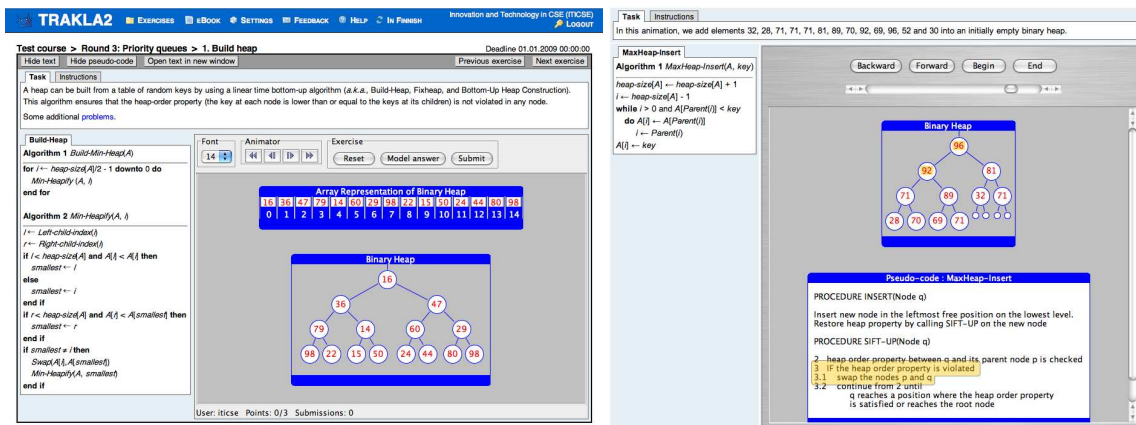 TRAKLA2 EXERCISES EBOOK SETTINGS FEEDBACK HELP IN FINNISH
Innovation and Technology in CSE (ITICSE)
LOGOUT
Test course > Round 3: Priority queues > 1. Build heap
Deadline 01.01.2009 00:00:00
Hide text Hide pseudo-code Open text in new window Previous exercise Next exercise
Task Instructions
A heap can be built from a table of random keys by using a linear time bottom-up algorithm (a.k.a., Build-Heap, Fixheap, and Bottom-Up Heap Construction).
This algorithm ensures that the heap-order property (the key at each node is lower than or equal to the keys at its children) is not violated in any node.
Some additional problems.
Build-Heap
Algorithm 1 Build-Min-Heap(A)
for i ← heap-size[A]/2 - 1 downto 0 do
Min-Heapify (A, i)
end for
Algorithm 2 Min-Heapify(A, i)
l ← Left-child-index(i)
r ← Right-child-index(i)
if l < heap-size[A] and A[l] < A[i] then
smallest ← l
else
smallest ← i
end if
if r < heap-size[A] and A[r] < A[smallest] then
smallest ← r
end if
if smallest ≠ i then
Swap(A[i],A[smallest])
Min-Heapify(A, smallest)
end if
Font Animator Exercise
14 Reset Model answer Submit
Array Representation of Binary Heap
16 36 47 79 14 60 29 98 22 15 50 24 44 80 98
0 1 2 3 4 5 6 7 8 9 10 11 12 13 14
Binary Heap
16
36 47
79 14 60 29
98 22 15 50 24 44 80 98
User: iticse Points: 0/3 Submissions: 0
Task Instructions
In this animation, we add elements 32, 28, 71, 71, 71, 81, 89, 70, 92, 69, 96, 52 and 30 into an initially empty binary heap.
MaxHeap-Insert
Algorithm 1 MaxHeap-Insert(A, key)
heap-size[A] ← heap-size[A] + 1
i ← heap-size[A] - 1
while i > 0 and A[Parent(i)] < key
do A[i] ← A[Parent(i)]
i ← Parent(i)
A[i] ← key
Backward Forward Begin End
Binary Heap
96
92 81
71 89 32 71
28 70 69 71
Pseudo-code : MaxHeap-Insert
PROCEDURE INSERT(Node q)
Insert new node in the leftmost free position on the lowest level.
Restore heap property by calling SIFT-UP on the new node
PROCEDURE SIFT-UP(Node q)
2 heap order property between q and its parent node p is checked
3 IF the heap order property is violated
3.1 swap the nodes p and q
3.2 continue from 2 until
q reaches a position where the heap order property
is satisfied or reaches the root node